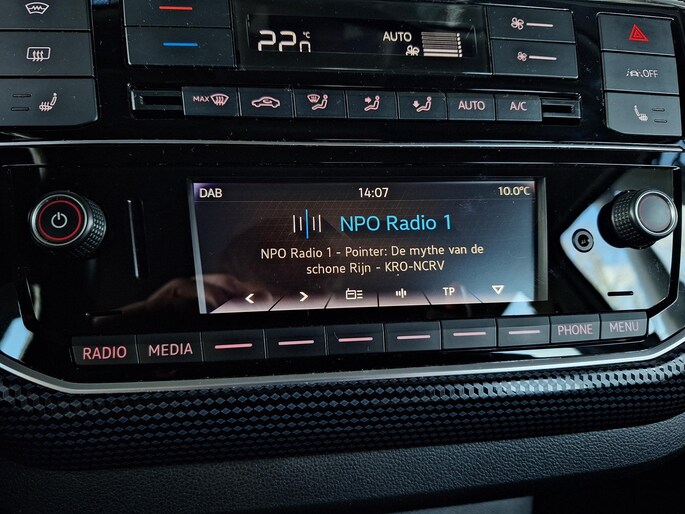 22.0 °C
AUTO
OFF
MAX
AUTO
A/C
DAB
14:07
10.0°C
NPO Radio 1
NPO Radio 1 - Pointer: De mythe van de
schone Rijn - KRO-NCRV
TP
RADIO
MEDIA
PHONE
MENU